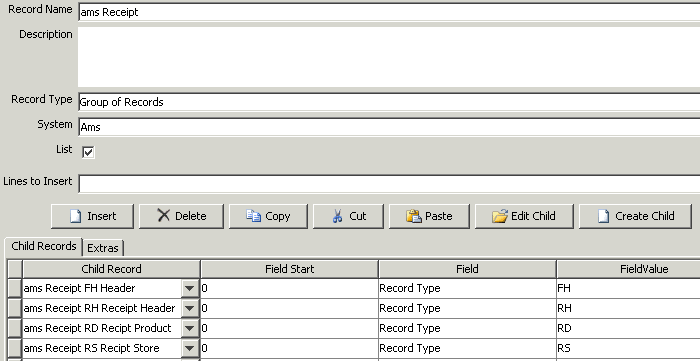 Record Name ams Receipt
Description
Record Type Group of Records
System Ams
List
Lines to Insert
Insert Delete Copy Cut Paste Edit Child Create Child
Child Records Extras
Child Record Field Start Field FieldValue
ams Receipt FH Header 0 Record Type FH
ams Receipt RH Receipt Header 0 Record Type RH
ams Receipt RD Recipt Product 0 Record Type RD
ams Receipt RS Recipt Store 0 Record Type RS